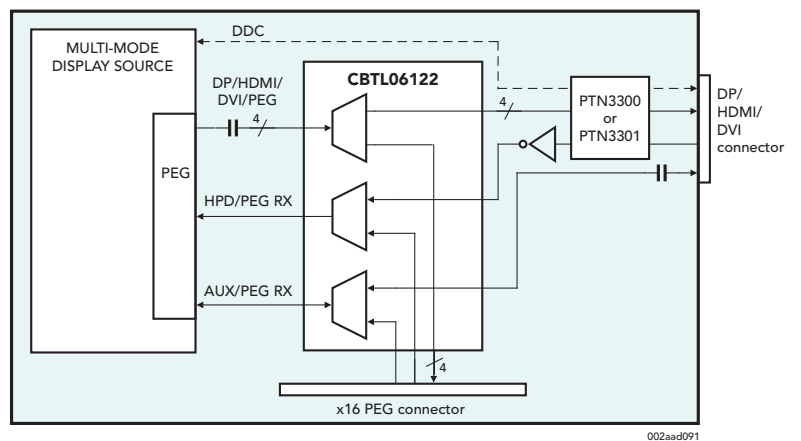 DDC
MULTI-MODE
DISPLAY SOURCE
CBTL06122
DP/HDMI/
DVI/PEG
4
4
PTN3300
or
PTN3301
DP/
HDMI/
DVI
connector
PEG
HPD/PEG RX
AUX/PEG RX
4
x16 PEG connector
002aad091